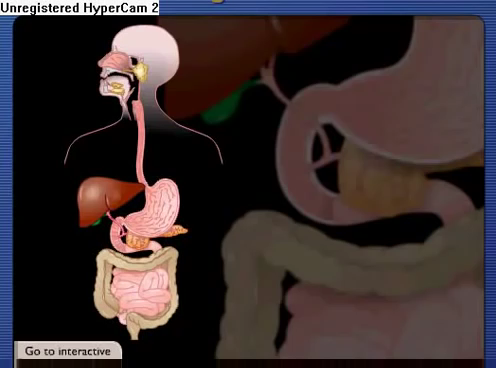 Unregistered HyperCam 2
Go to interactive